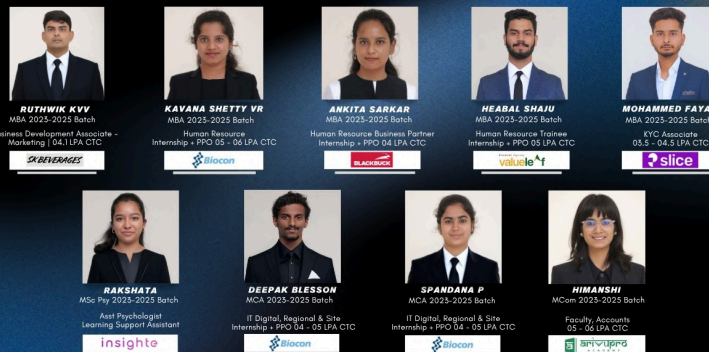 RUTHWIK KVV
MBA 2023-2025 Batch
Business Development Associate -
Marketing | 04.1 LPA CTC
SK BEVERAGES
KAVANA SHETTY VR
MBA 2023-2025 Batch
Human Resource
Internship + PPO 05 - 06 LPA CTC
Biocon
ANKITA SARKAR
MBA 2023-2025 Batch
Human Resource Business Partner
Internship + PPO 04 LPA CTC
BLACKBUCK
HEABAL SHAJU
MBA 2023-2025 Batch
Human Resource Trainee
Internship + PPO 05 LPA CTC
valueleaf
MOHAMMED FAYA
MBA 2023-2025 Batch
KYC Associate
03.5 - 04.5 LPA CTC
slice
RAKSHATA
MSc Psy 2023-2025 Batch
Asst Psychologist
Learning Support Assistant
insighte
DEEPAK BLESSON
MCA 2023-2025 Batch
IT Digital, Regional & Site
Internship + PPO 04 - 05 LPA CTC
Biocon
SPANDANA P
MCA 2023-2025 Batch
IT Digital, Regional & Site
Internship + PPO 04 - 05 LPA CTC
Biocon
HIMANSHI
MCom 2023-2025 Batch
Faculty, Accounts
05 - 06 LPA CTC
arivupro
ACADEMY